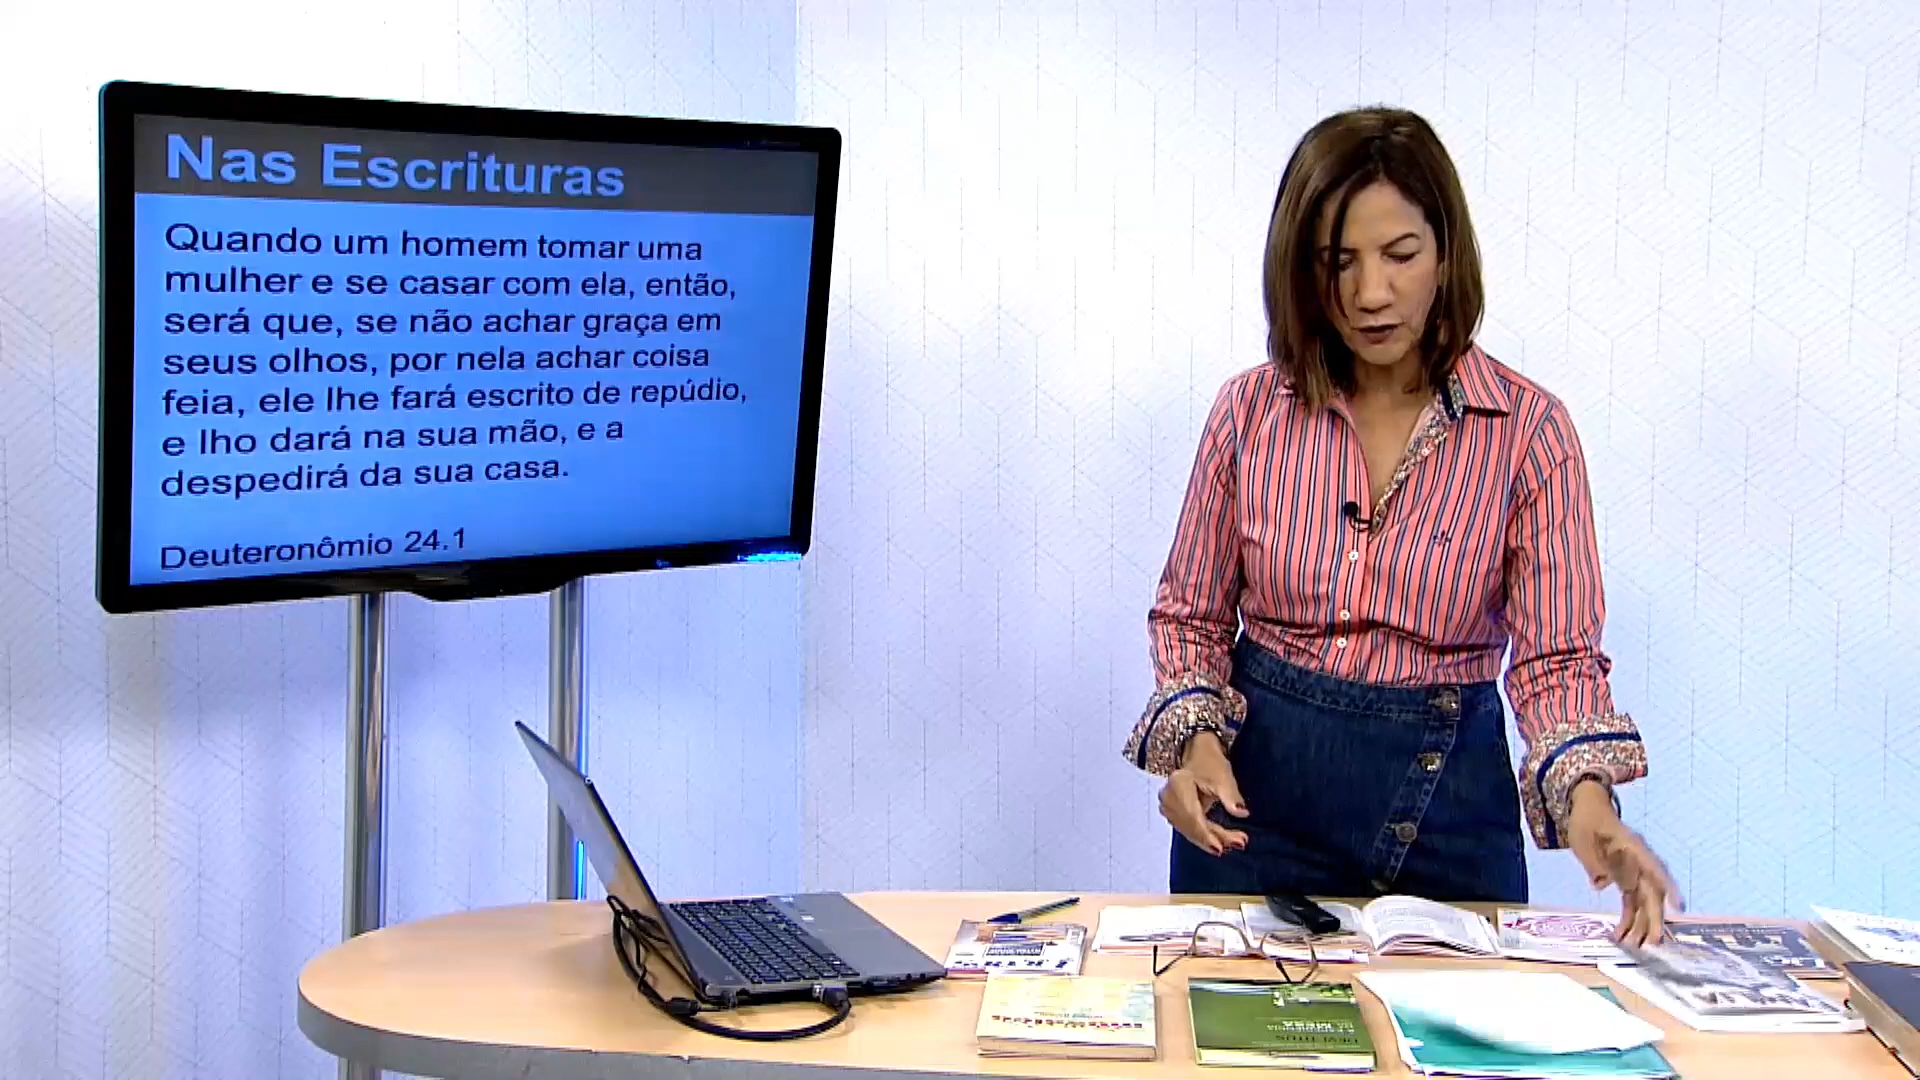 Nas Escrituras
Quando um homem tomar uma
mulher e se casar com ela, então,
será que, se não achar graça em
seus olhos, por nela achar coisa
feia, ele lhe fará escrito de repúdio,
e lho dará na sua mão, e a
despedirá da sua casa.
Deuteronômio 24.1
DA MESA